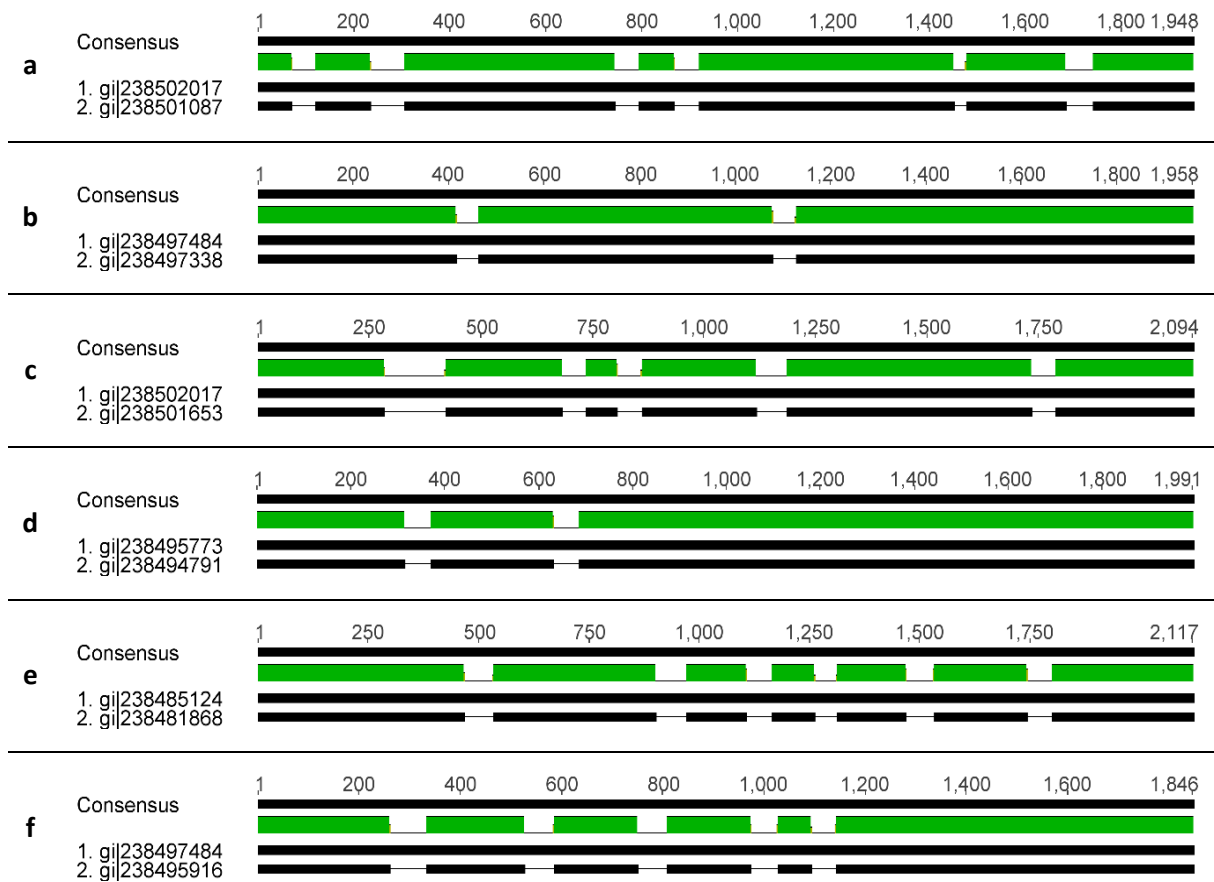 1 200 400 600 800 1,000 1,200 1,400 1,600 1,800 1,948
Consensus
a
1. gi|238502017
2. gi|238501087
1 200 400 600 800 1,000 1,200 1,400 1,600 1,800 1,958
Consensus
b
1. gi|238497484
2. gi|238497338
1 250 500 750 1,000 1,250 1,500 1,750 2,094
Consensus
c
1. gi|238502017
2. gi|238501653
1 200 400 600 800 1,000 1,200 1,400 1,600 1,800 1,991
Consensus
d
1. gi|238495773
2. gi|238494791
1 250 500 750 1,000 1,250 1,500 1,750 2,117
Consensus
e
1. gi|238485124
2. gi|238481868
1 200 400 600 800 1,000 1,200 1,400 1,600 1,846
Consensus
f
1. gi|238497484
2. gi|238495916